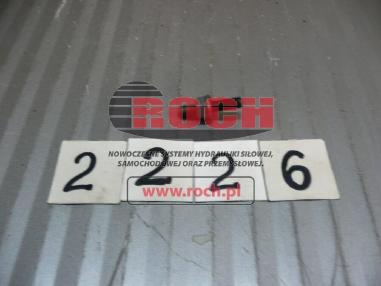 ROCH
NOWOCZESNE SYSTEMY HYDRAULIKI SIŁOWEJ,
SAMOCHODOWEJ ORAZ PRZEMYSŁOWEJ.
2 2 2 6
www.roch.pl